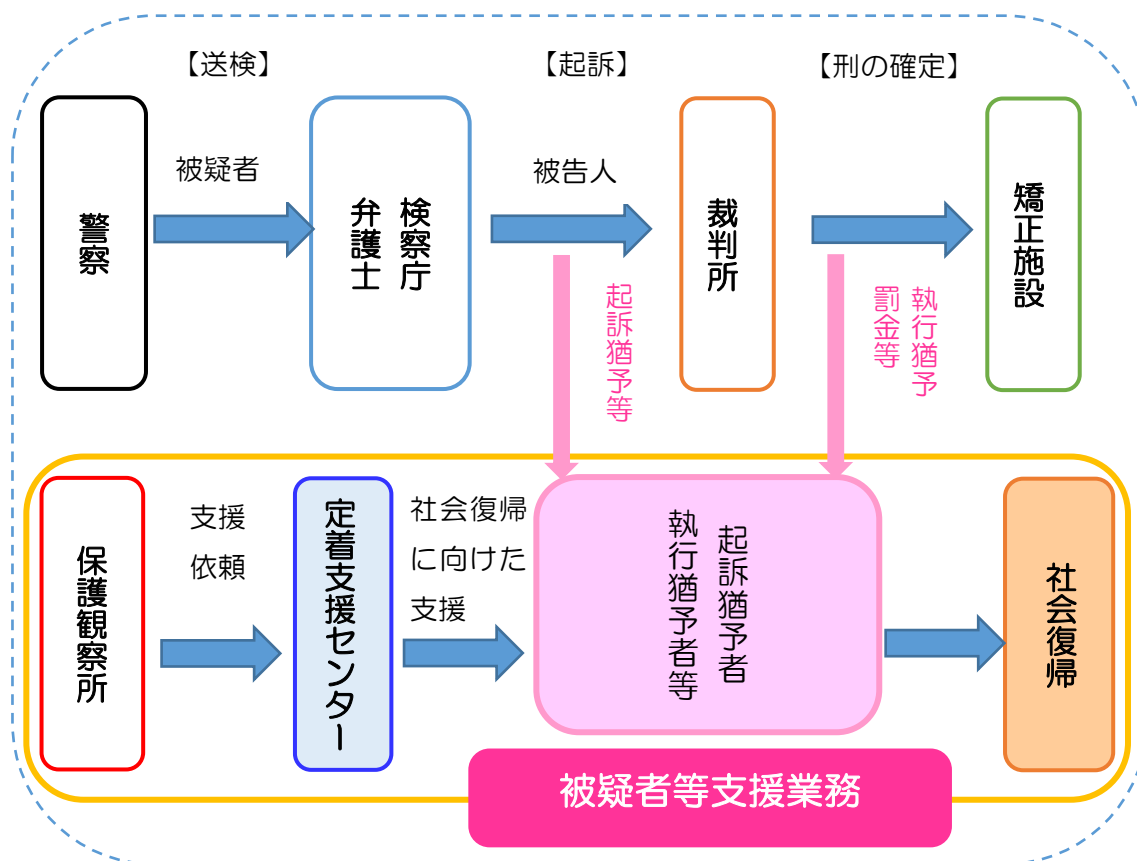 【送検】
【起訴】
【刑の確定】
警察
被疑者
検察庁
弁護士
被告人
裁判所
矯正施設
起訴猶予等
執行猶予
罰金等
保護観察所
支援
依頼
定着支援センター
社会復帰
に向けた
支援
起訴猶予者
執行猶予者等
社会復帰
被疑者等支援業務